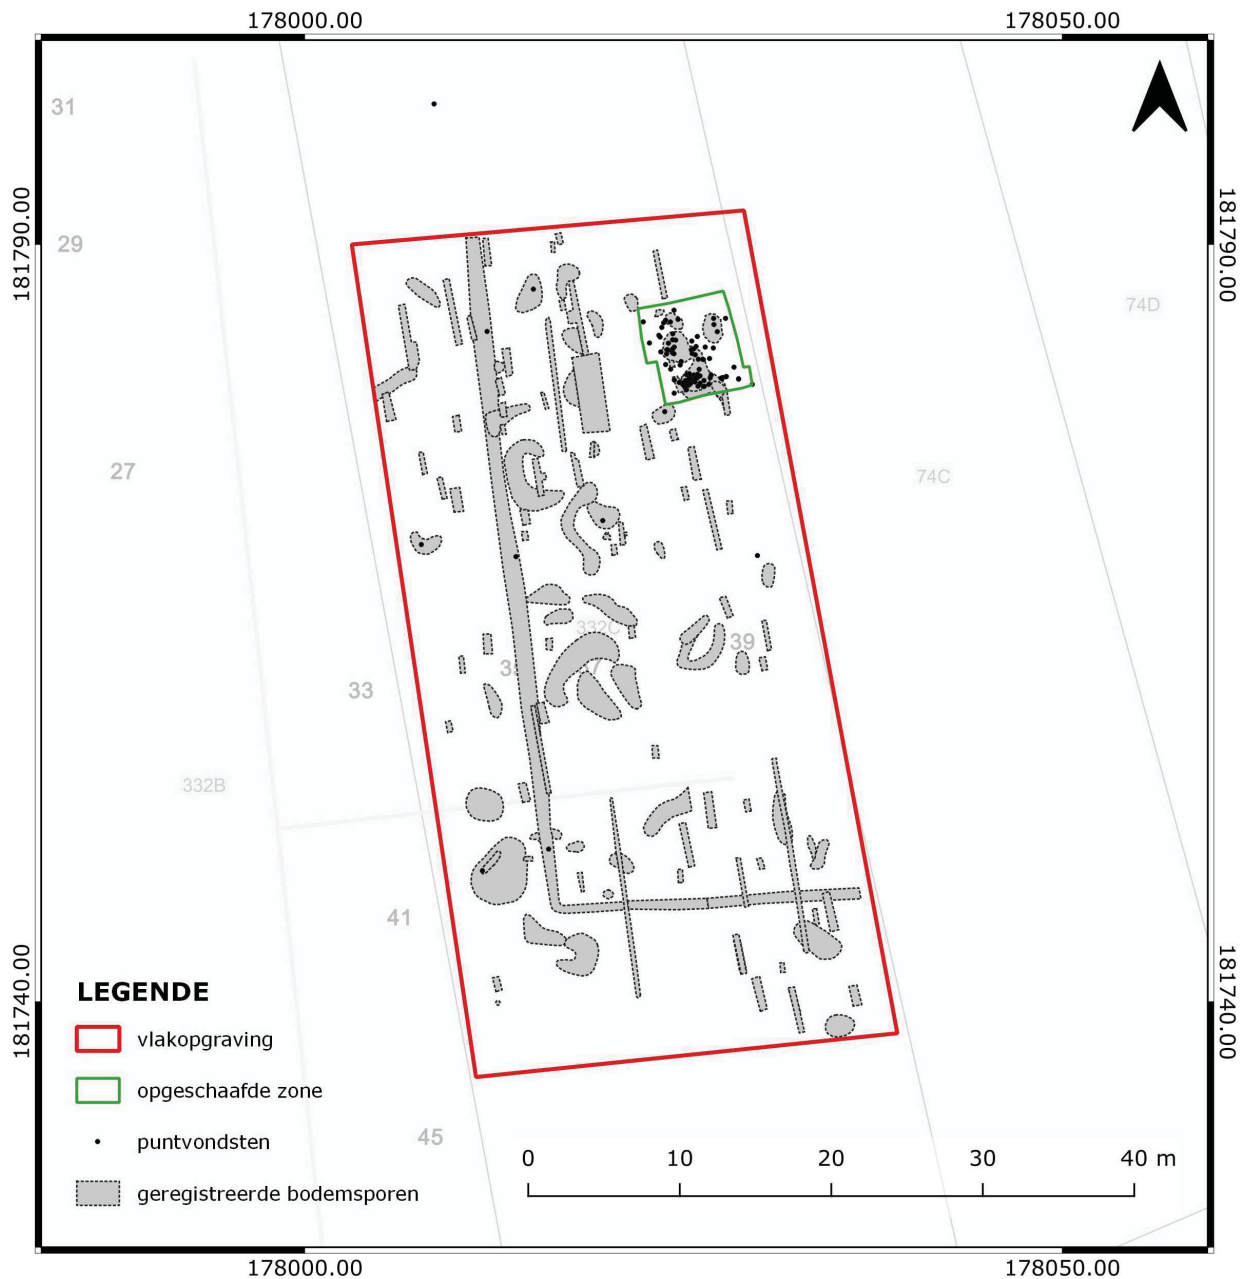 178000.00
178050.00
31
181790.00
29
181790.00
74D
27
74C
332C
39
33
332B
41
181740.00
181740.00
LEGENDE
vlakopgraving
opgeschaafde zone
puntvondsten
geregistreerde bodemsporen
45
0 10 20 30 40 m
178000.00
178050.00